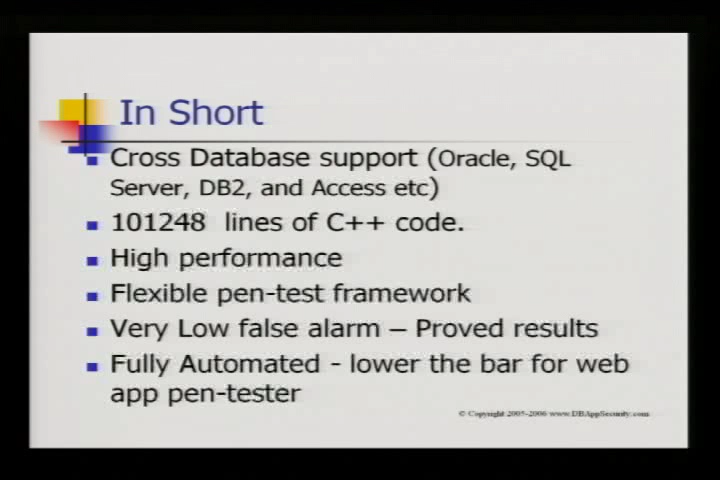 In Short
Cross Database support (Oracle, SQL
Server, DB2, and Access etc)
101248 lines of C++ code.
High performance
Flexible pen-test framework
Very Low false alarm – Proved results
Fully Automated - lower the bar for web
app pen-tester
© Copyright 2005-2006 www.DBAppSecurity.com